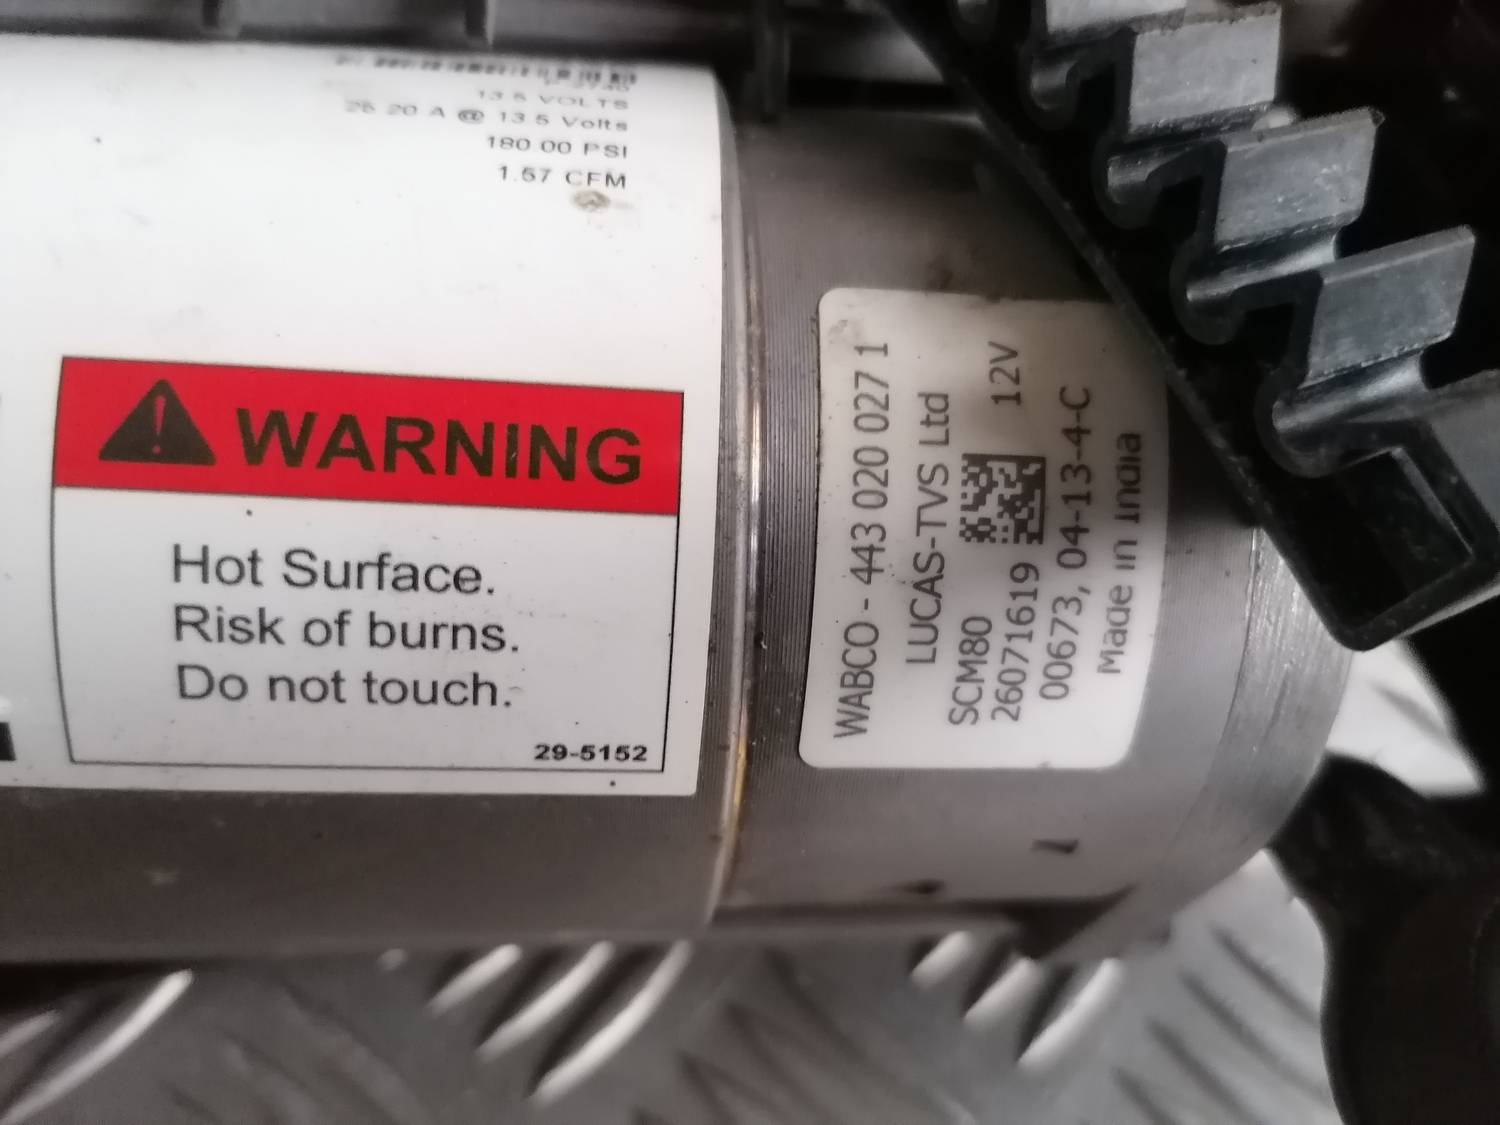 13.5 VOLTS
20 A @ 13.5 Volts
180.00 PSI
1.57 CFM
WARNING
Hot Surface.
Risk of burns.
Do not touch.
29-5152
WABCO - 443 020 027 1
LUCAS-TVS Ltd
SCM80 12V
26071619
00673, 04-13-4-C
Made in India